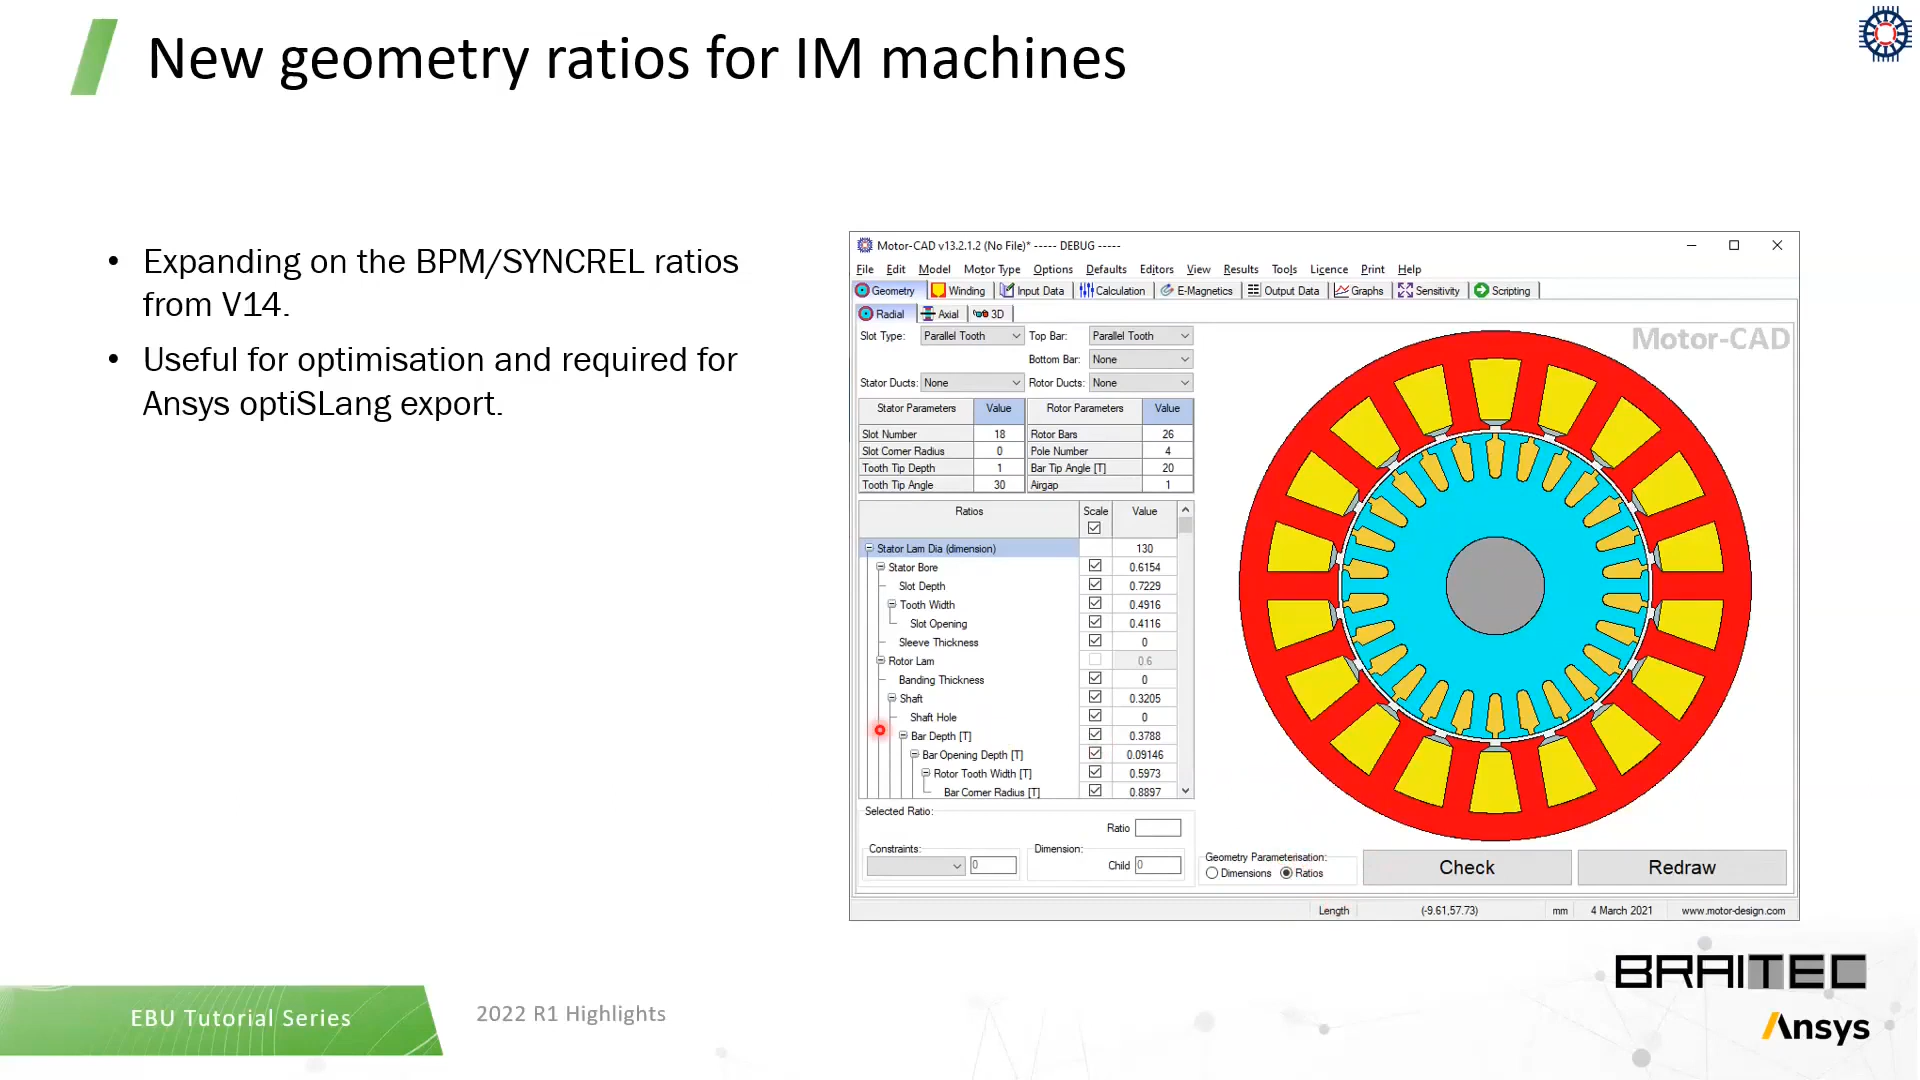 New geometry ratios for IM machines
• Expanding on the BPM/SYNCREL ratios
from V14.
• Useful for optimisation and required for
Ansys optiSLang export.
Motor-CAD v13.2.1.2 (No File)* ----- DEBUG -----
File Edit Model Motor Type Options Defaults Editors View Results Tools Licence Print Help
Geometry Winding Input Data Calculation E-Magnetics Output Data Graphs Sensitivity Scripting
Radial Axial 3D
Slot Type: Parallel Tooth Top Bar: Parallel Tooth
Bottom Bar: None
Stator Ducts: None Rotor Ducts: None
Motor-CAD
Stator Parameters Value Rotor Parameters Value
Slot Number 18 Rotor Bars 26
Slot Corner Radius 0 Pole Number 4
Tooth Tip Depth 1 Bar Tip Angle [T] 20
Tooth Tip Angle 30 Airgap 1
Ratios Scale Value
Stator Lam Dia (dimension) 130
Stator Bore 0.6154
Slot Depth 0.7229
Tooth Width 0.4916
Slot Opening 0.4116
Sleeve Thickness 0
Rotor Lam 0.6
Banding Thickness 0
Shaft 0.3205
Shaft Hole 0
Bar Depth [T] 0.3788
Bar Opening Depth [T] 0.09146
Rotor Tooth Width [T] 0.5973
Bar Corner Radius [T] 0.8897
Selected Ratio:
Ratio
Constraints: 0
Dimension:
Child 0
Geometry Parameterisation:
Dimensions Ratios
Check
Redraw
Length (-9.61,57.73) mm 4 March 2021 www.motor-design.com
BRAITEC
EBU Tutorial Series
2022 R1 Highlights
Ansys